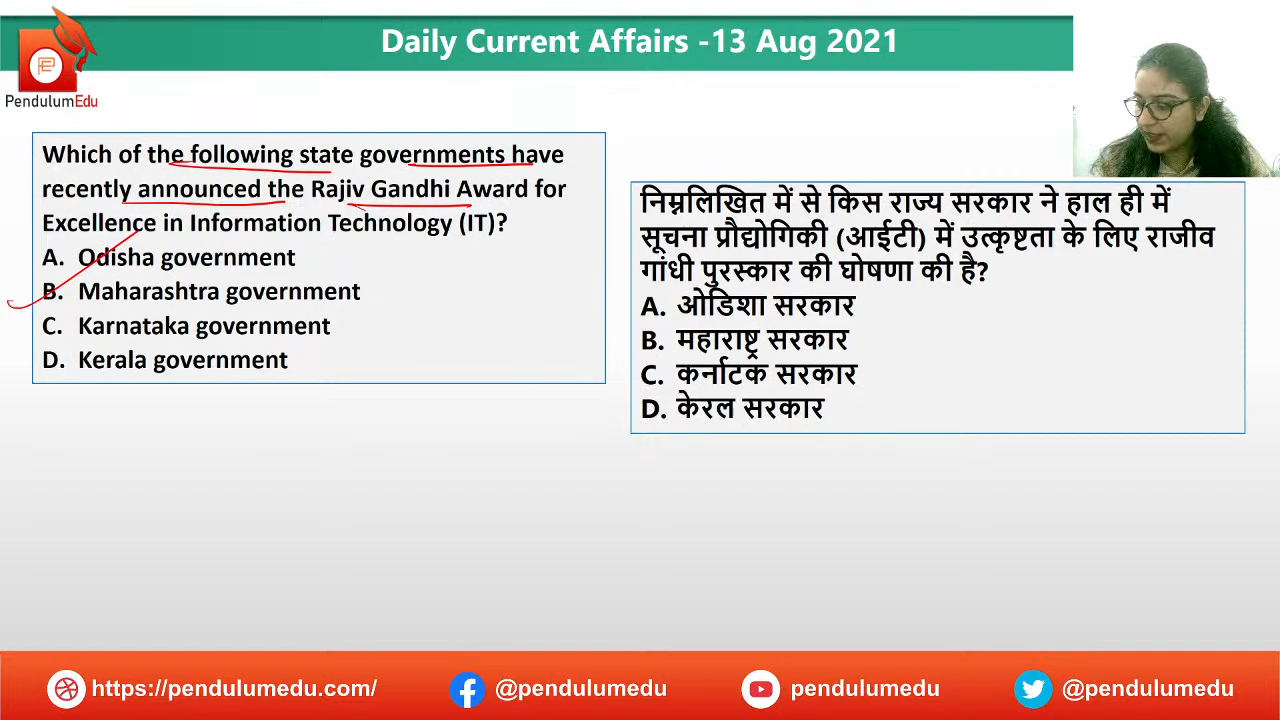 Daily Current Affairs -13 Aug 2021
PendulumEdu
Which of the following state governments have
recently announced the Rajiv Gandhi Award for
Excellence in Information Technology (IT)?
A. Odisha government
B. Maharashtra government
C. Karnataka government
D. Kerala government
निम्नलिखित में से किस राज्य सरकार ने हाल ही में
सूचना प्रौद्योगिकी (आईटी) में उत्कृष्टता के लिए राजीव
गांधी पुरस्कार की घोषणा की है?
A. ओडिशा सरकार
B. महाराष्ट्र सरकार
C. कर्नाटक सरकार
D. केरल सरकार
https://pendulumedu.com/ @pendulumedu pendulumedu @pendulumedu